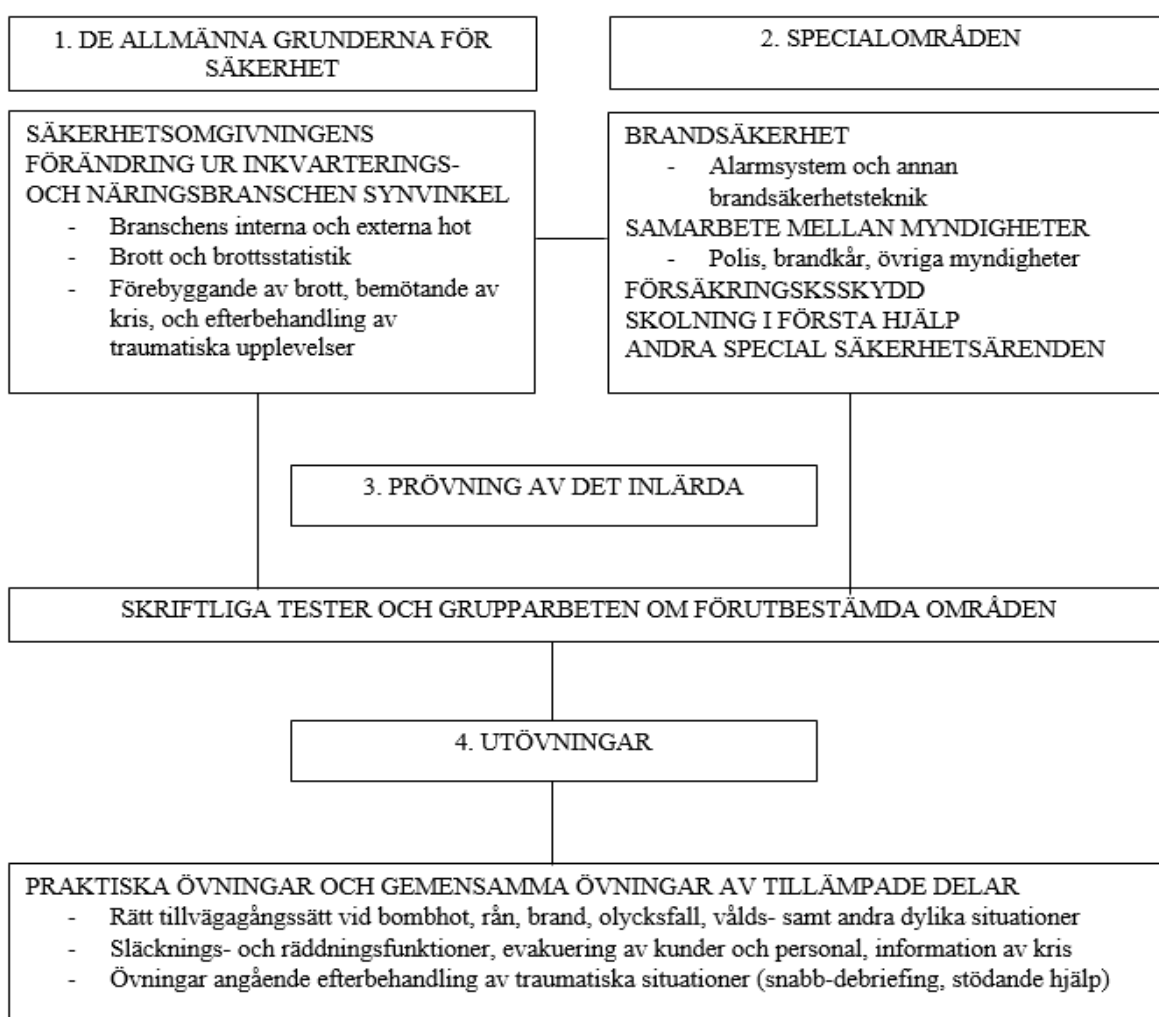 1. DE ALLMÄNNA GRUNDERNA FÖR
SÄKERHET
2. SPECIALOMRÅDEN
SÄKERHETSOMGIVNINGENS
FÖRÄNDRING UR INKVARTERINGS-
OCH NÄRINGSBRANSCHEN SYNVINKEL
- Branschens interna och externa hot
- Brott och brottsstatistik
- Förebyggande av brott, bemötande av
kris, och efterbehandling av
traumatiska upplevelser
BRANDSÄKERHET
- Alarmsystem och annan
brandsäkerhetsteknik
SAMARBETE MELLAN MYNDIGHETER
- Polis, brandkår, övriga myndigheter
FÖRSÄKRINGSKSSKYDD
SKOLNING I FÖRSTA HJÄLP
ANDRA SPECIAL SÄKERHETSÄRENDEN
3. PRÖVNING AV DET INLÄRDA
SKRIFTLIGA TESTER OCH GRUPPARBETEN OM FÖRUTBESTÄMDA OMRÅDEN
4. UTÖVNINGAR
PRAKTISKA ÖVNINGAR OCH GEMENSAMMA ÖVNINGAR AV TILLÄMPADE DELAR
- Rätt tillvägagångssätt vid bombhot, rån, brand, olycksfall, vålds- samt andra dylika situationer
- Släcknings- och räddningsfunktioner, evakuering av kunder och personal, information av kris
- Övningar angående efterbehandling av traumatiska situationer (snabb-debriefing, stödande hjälp)